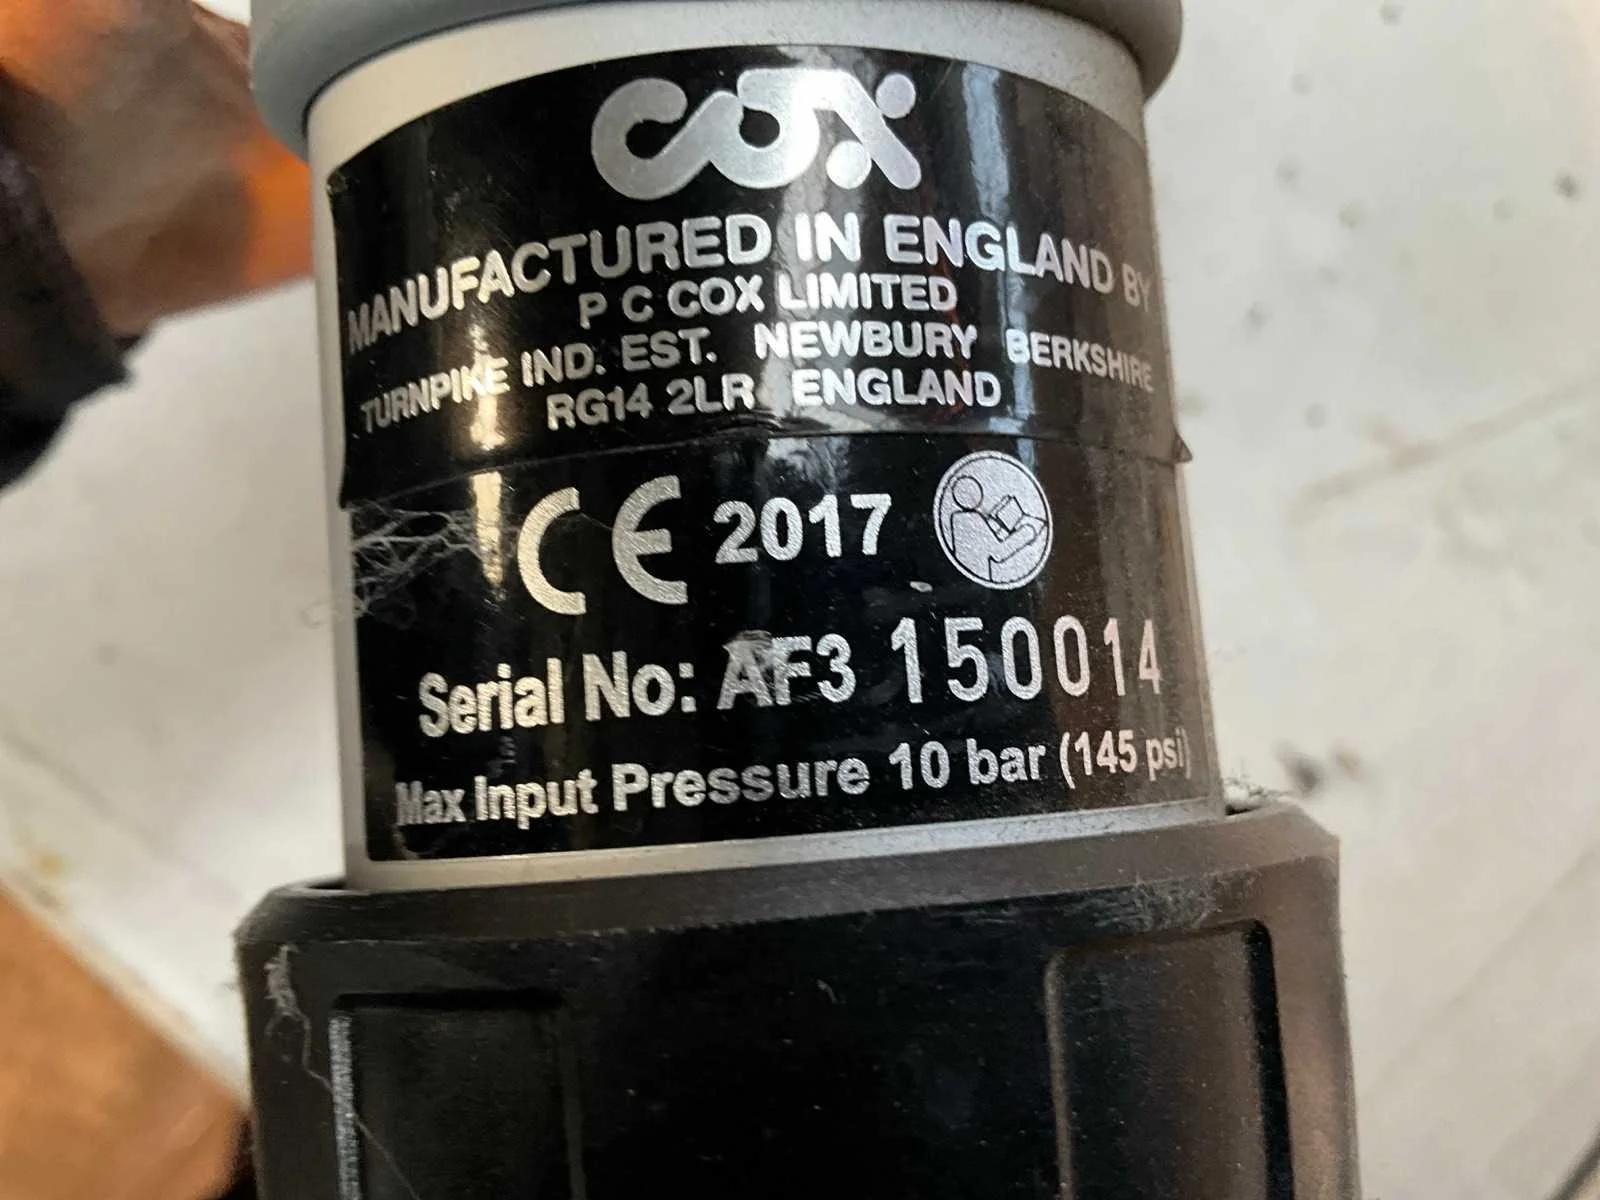 COX
MANUFACTURED IN ENGLAND BY
P C COX LIMITED
TURNPIKE IND. EST. NEWBURY BERKSHIRE
RG14 2LR ENGLAND
CE 2017
Serial No: AF3 150014
Max Input Pressure 10 bar (145 psi)